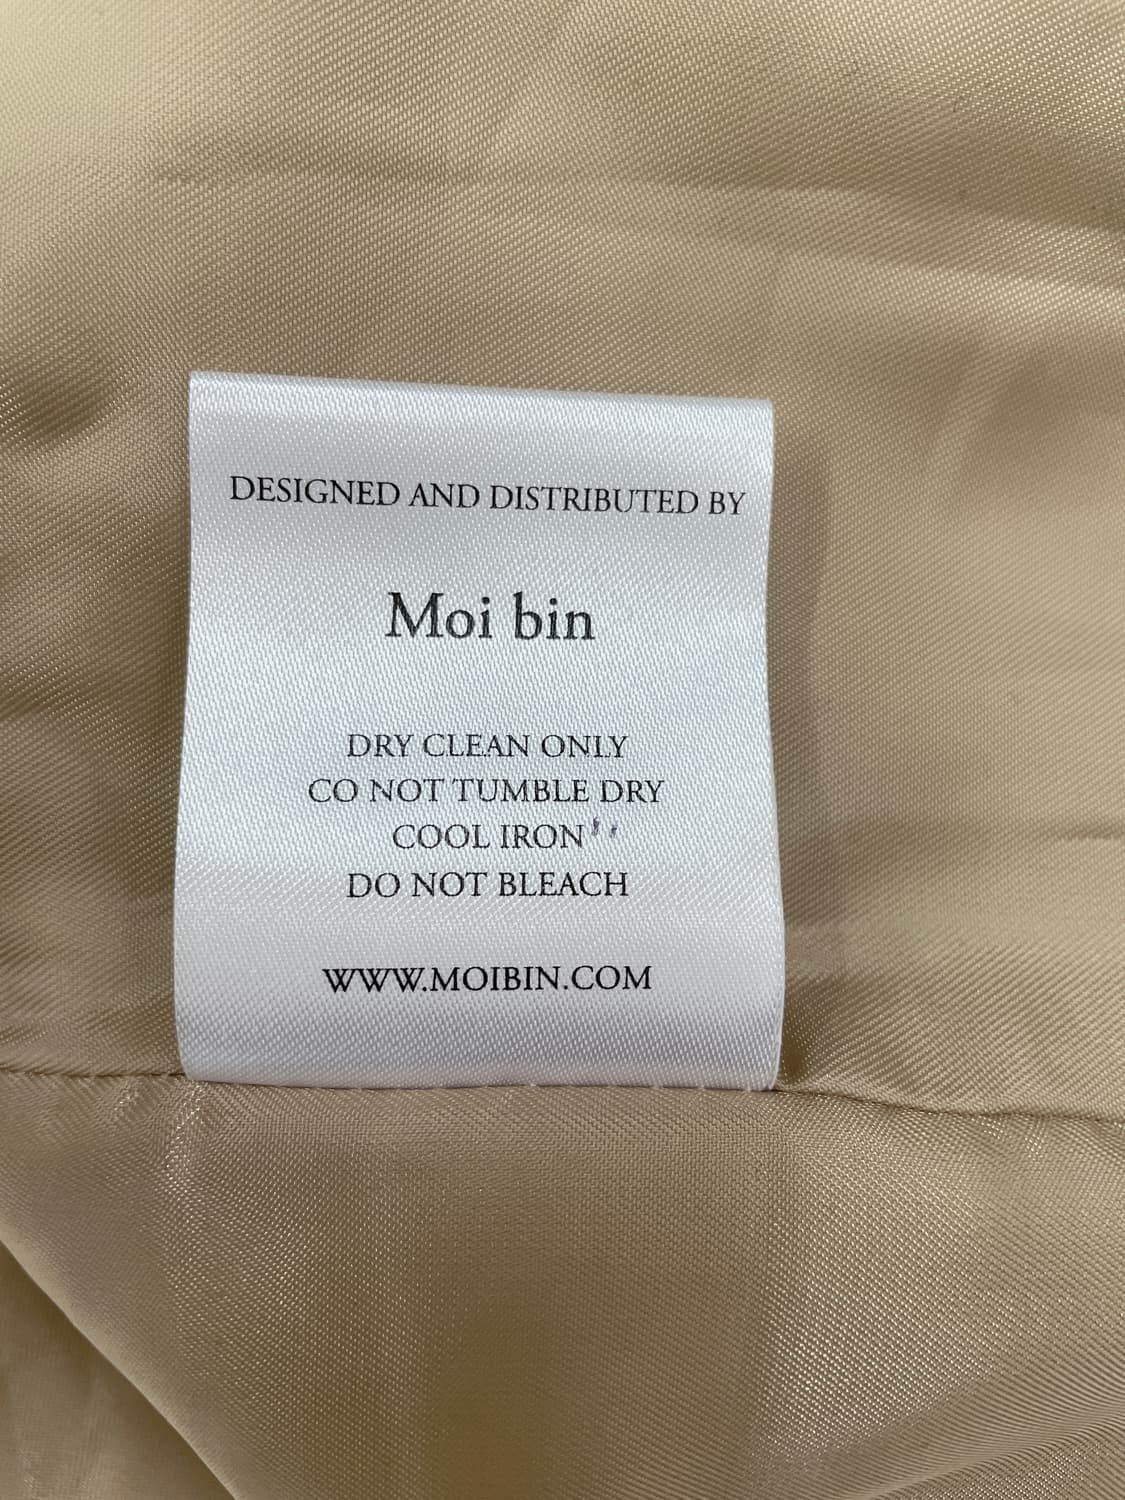 DESIGNED AND DISTRIBUTED BY
Moi bin
DRY CLEAN ONLY
CO NOT TUMBLE DRY
COOL IRON
DO NOT BLEACH
WWW.MOIBIN.COM